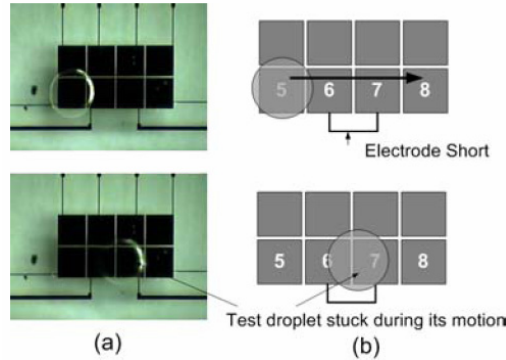 5 6 7 8
Electrode Short
5 6 7 8
Test droplet stuck during its motion
(a) (b)